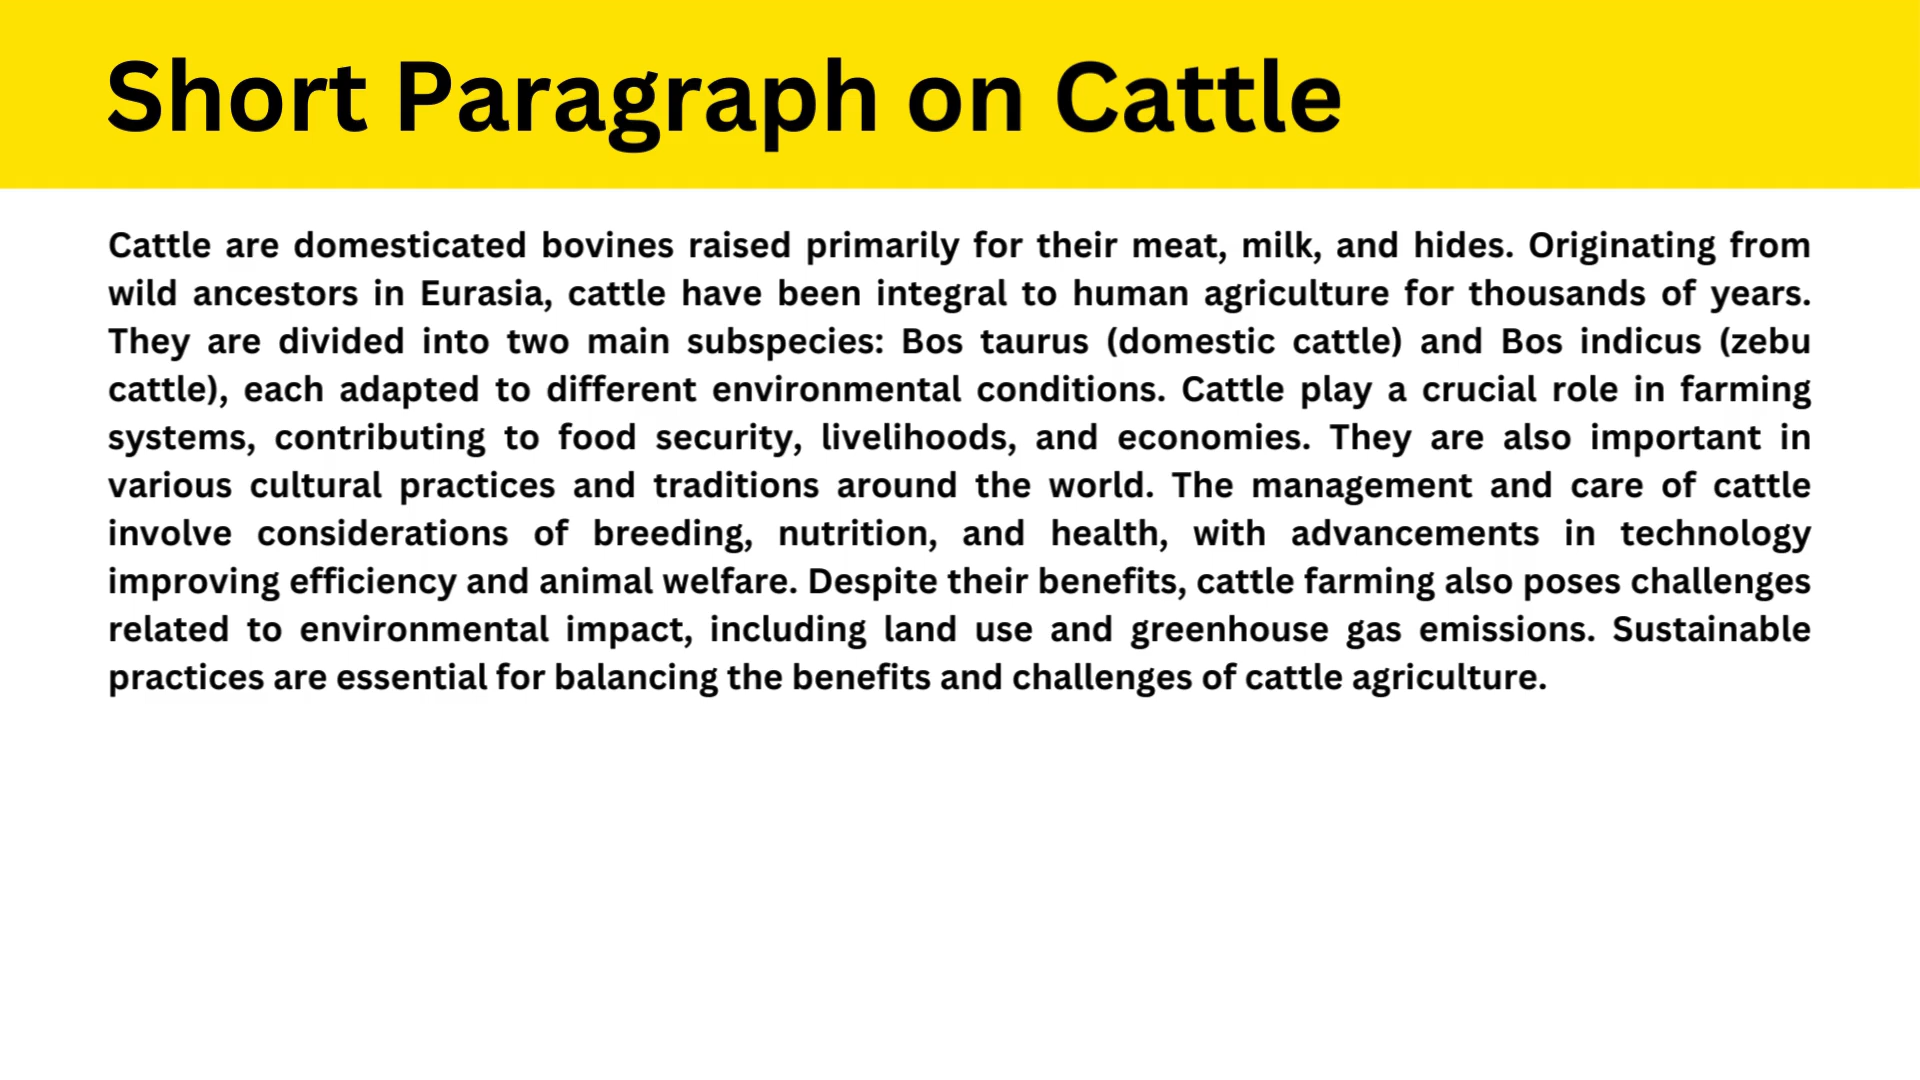 Short Paragraph on Cattle
Cattle are domesticated bovines raised primarily for their meat, milk, and hides. Originating from
wild ancestors in Eurasia, cattle have been integral to human agriculture for thousands of years.
They are divided into two main subspecies: Bos taurus (domestic cattle) and Bos indicus (zebu
cattle), each adapted to different environmental conditions. Cattle play a crucial role in farming
systems, contributing to food security, livelihoods, and economies. They are also important in
various cultural practices and traditions around the world. The management and care of cattle
involve considerations of breeding, nutrition, and health, with advancements in technology
improving efficiency and animal welfare. Despite their benefits, cattle farming also poses challenges
related to environmental impact, including land use and greenhouse gas emissions. Sustainable
practices are essential for balancing the benefits and challenges of cattle agriculture.